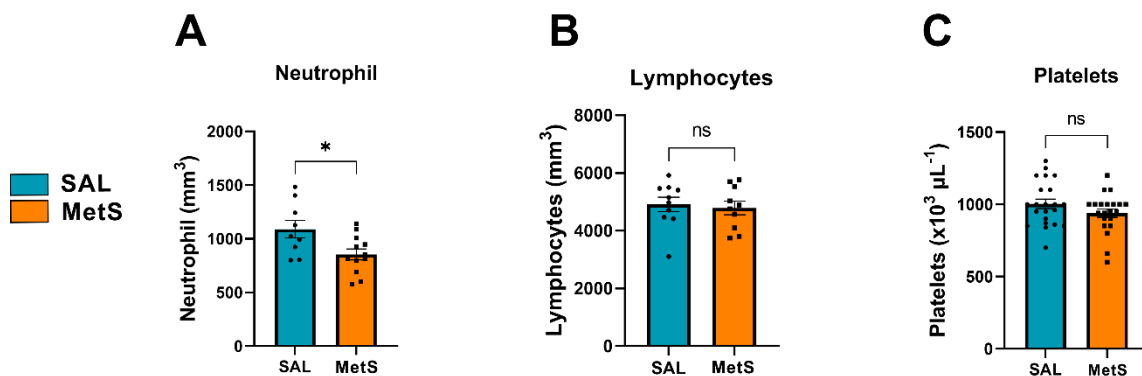 A
Neutrophil
Neutrophil (mm³)
2000
1500
1000
500
0
*
SAL
MetS
SAL
MetS
B
Lymphocytes
Lymphocytes (mm³)
8000
6000
4000
2000
0
ns
SAL
MetS
C
Platelets
Platelets (x10³ µL⁻¹)
1500
1000
500
0
ns
SAL
MetS